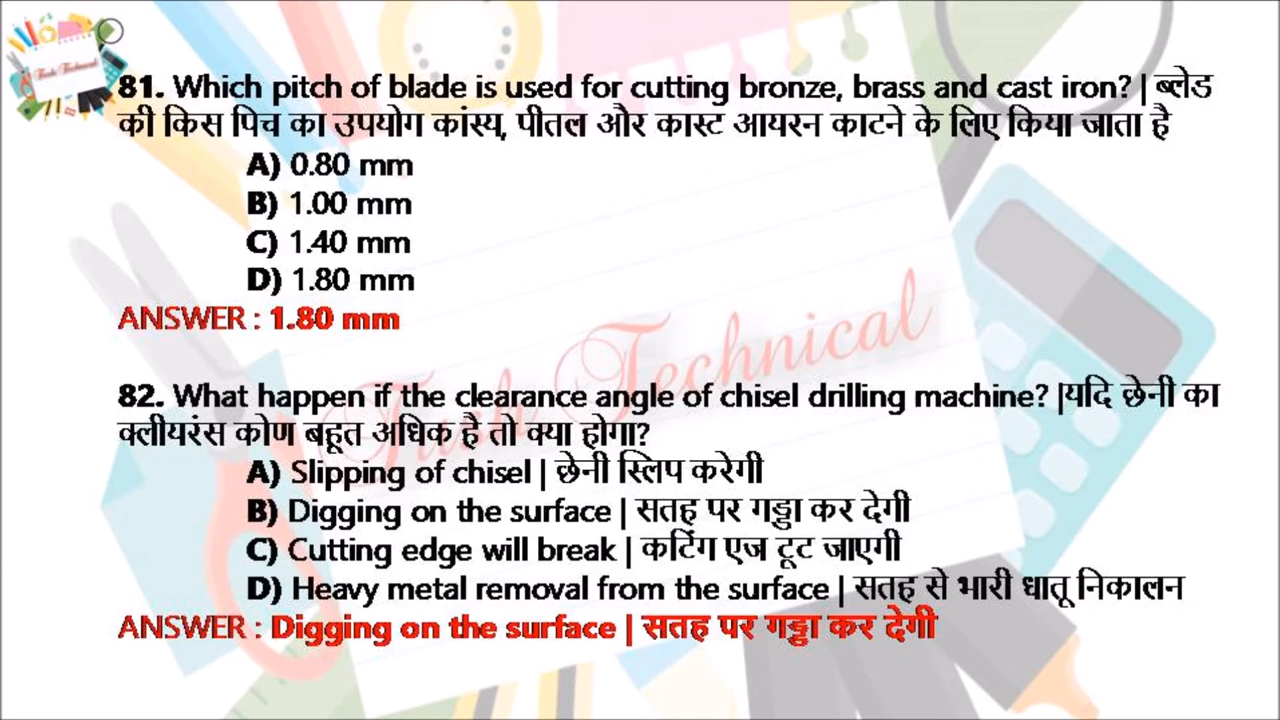 Tush Technical
81. Which pitch of blade is used for cutting bronze, brass and cast iron? | ब्लेड
की किस पिच का उपयोग कांस्य, पीतल और कास्ट आयरन काटने के लिए किया जाता है
A) 0.80 mm
B) 1.00 mm
C) 1.40 mm
D) 1.80 mm
ANSWER : 1.80 mm
Tush Technical
82. What happen if the clearance angle of chisel drilling machine? |यदि छेनी का
क्लीयरंस कोण बहूत अधिक है तो क्या होगा?
A) Slipping of chisel | छेनी स्लिप करेगी
B) Digging on the surface | सतह पर गड्डा कर देगी
C) Cutting edge will break | कटिंग एज टूट जाएगी
D) Heavy metal removal from the surface | सतह से भारी धातू निकालन
ANSWER : Digging on the surface | सतह पर गड्डा कर देगी